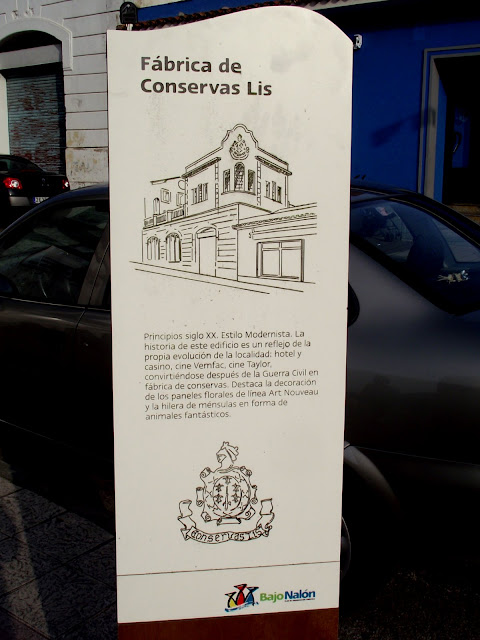 Fábrica de
Conservas Lis
Principios siglo XX. Estilo Modernista. La
historia de este edificio es un reflejo de la
propia evolución de la localidad: hotel y
casino, cine Vemfac, cine Taylor,
convirtiéndose después de la Guerra Civil en
fábrica de conservas. Destaca la decoración
de los paneles florales de línea Art Nouveau
y la hilera de ménsulas en forma de
animales fantásticos.
Conservas Lis
BajoNalón